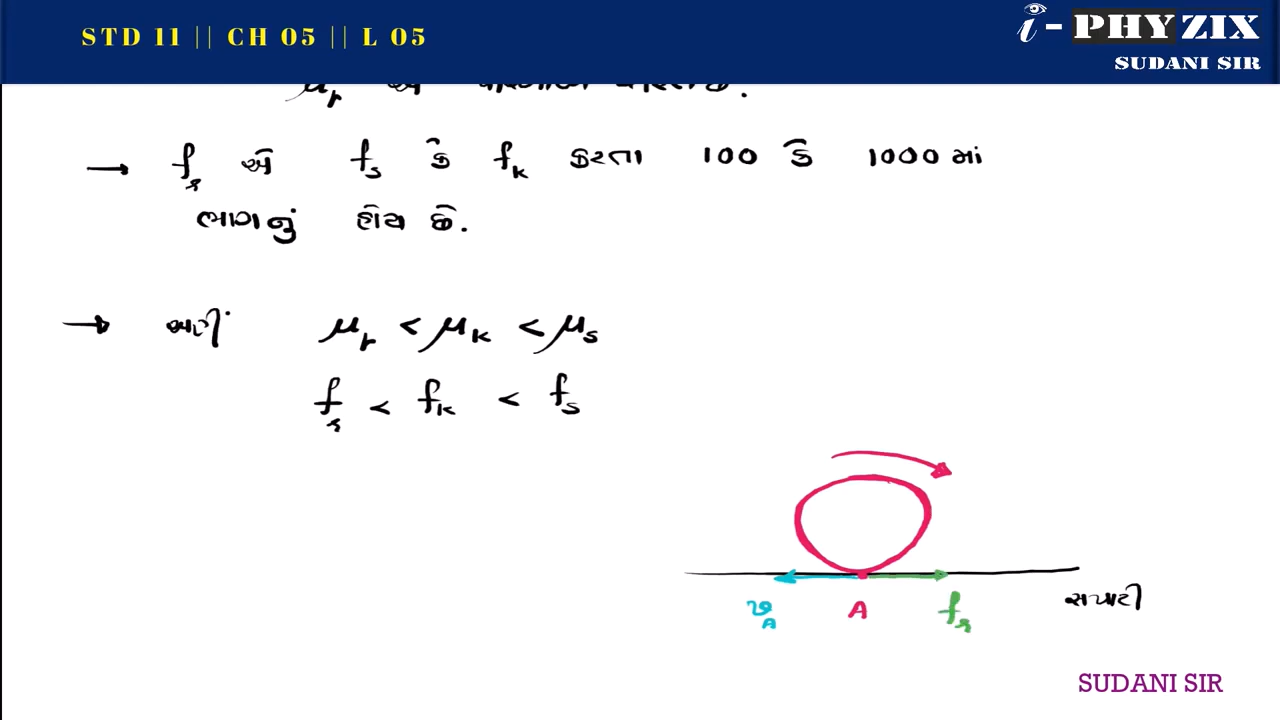 STD 11 || CH 05 || L 05
i-PHYZIX
SUDANI SIR
μr એ
→ fr એ fs કે fk કરતા 100 કે 1000 માં
ભાગનું હોય છે.
→ અહીં μr < μk < μs
fr < fk < fs
vA A fr
સપાટી
SUDANI SIR